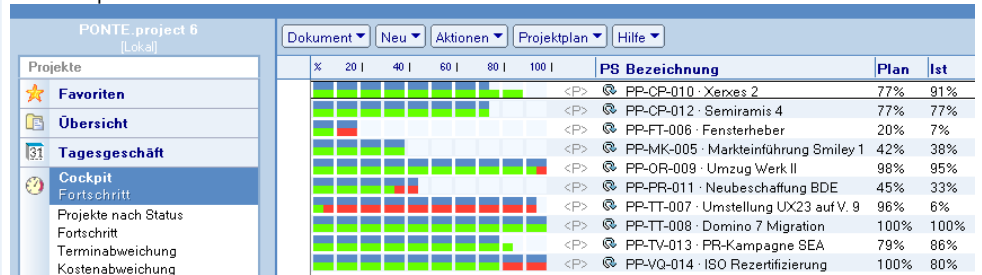 PONTE.project 6
[Lokal]
Dokument Neu Aktionen Projektplan Hilfe
Projekte
Favoriten
Übersicht
31 Tagesgeschäft
Cockpit
Fortschritt
Projekte nach Status
Fortschritt
Terminabweichung
Kostenabweichung
% 20 | 40 | 60 | 80 | 100 | PS Bezeichnung Plan Ist
<P> PP-CP-010 · Xerxes 2 77% 91%
<P> PP-CP-012 · Semiramis 4 77% 77%
<P> PP-FT-006 · Fensterheber 20% 7%
<P> PP-MK-005 · Markteinführung Smiley 1 42% 38%
<P> PP-OR-009 · Umzug Werk II 98% 95%
<P> PP-PR-011 · Neubeschaffung BDE 45% 33%
<P> PP-TT-007 · Umstellung UX23 auf V. 9 96% 6%
<P> PP-TT-008 · Domino 7 Migration 100% 100%
<P> PP-TV-013 · PR-Kampagne SEA 79% 86%
<P> PP-VQ-014 · ISO Rezertifizierung 100% 80%